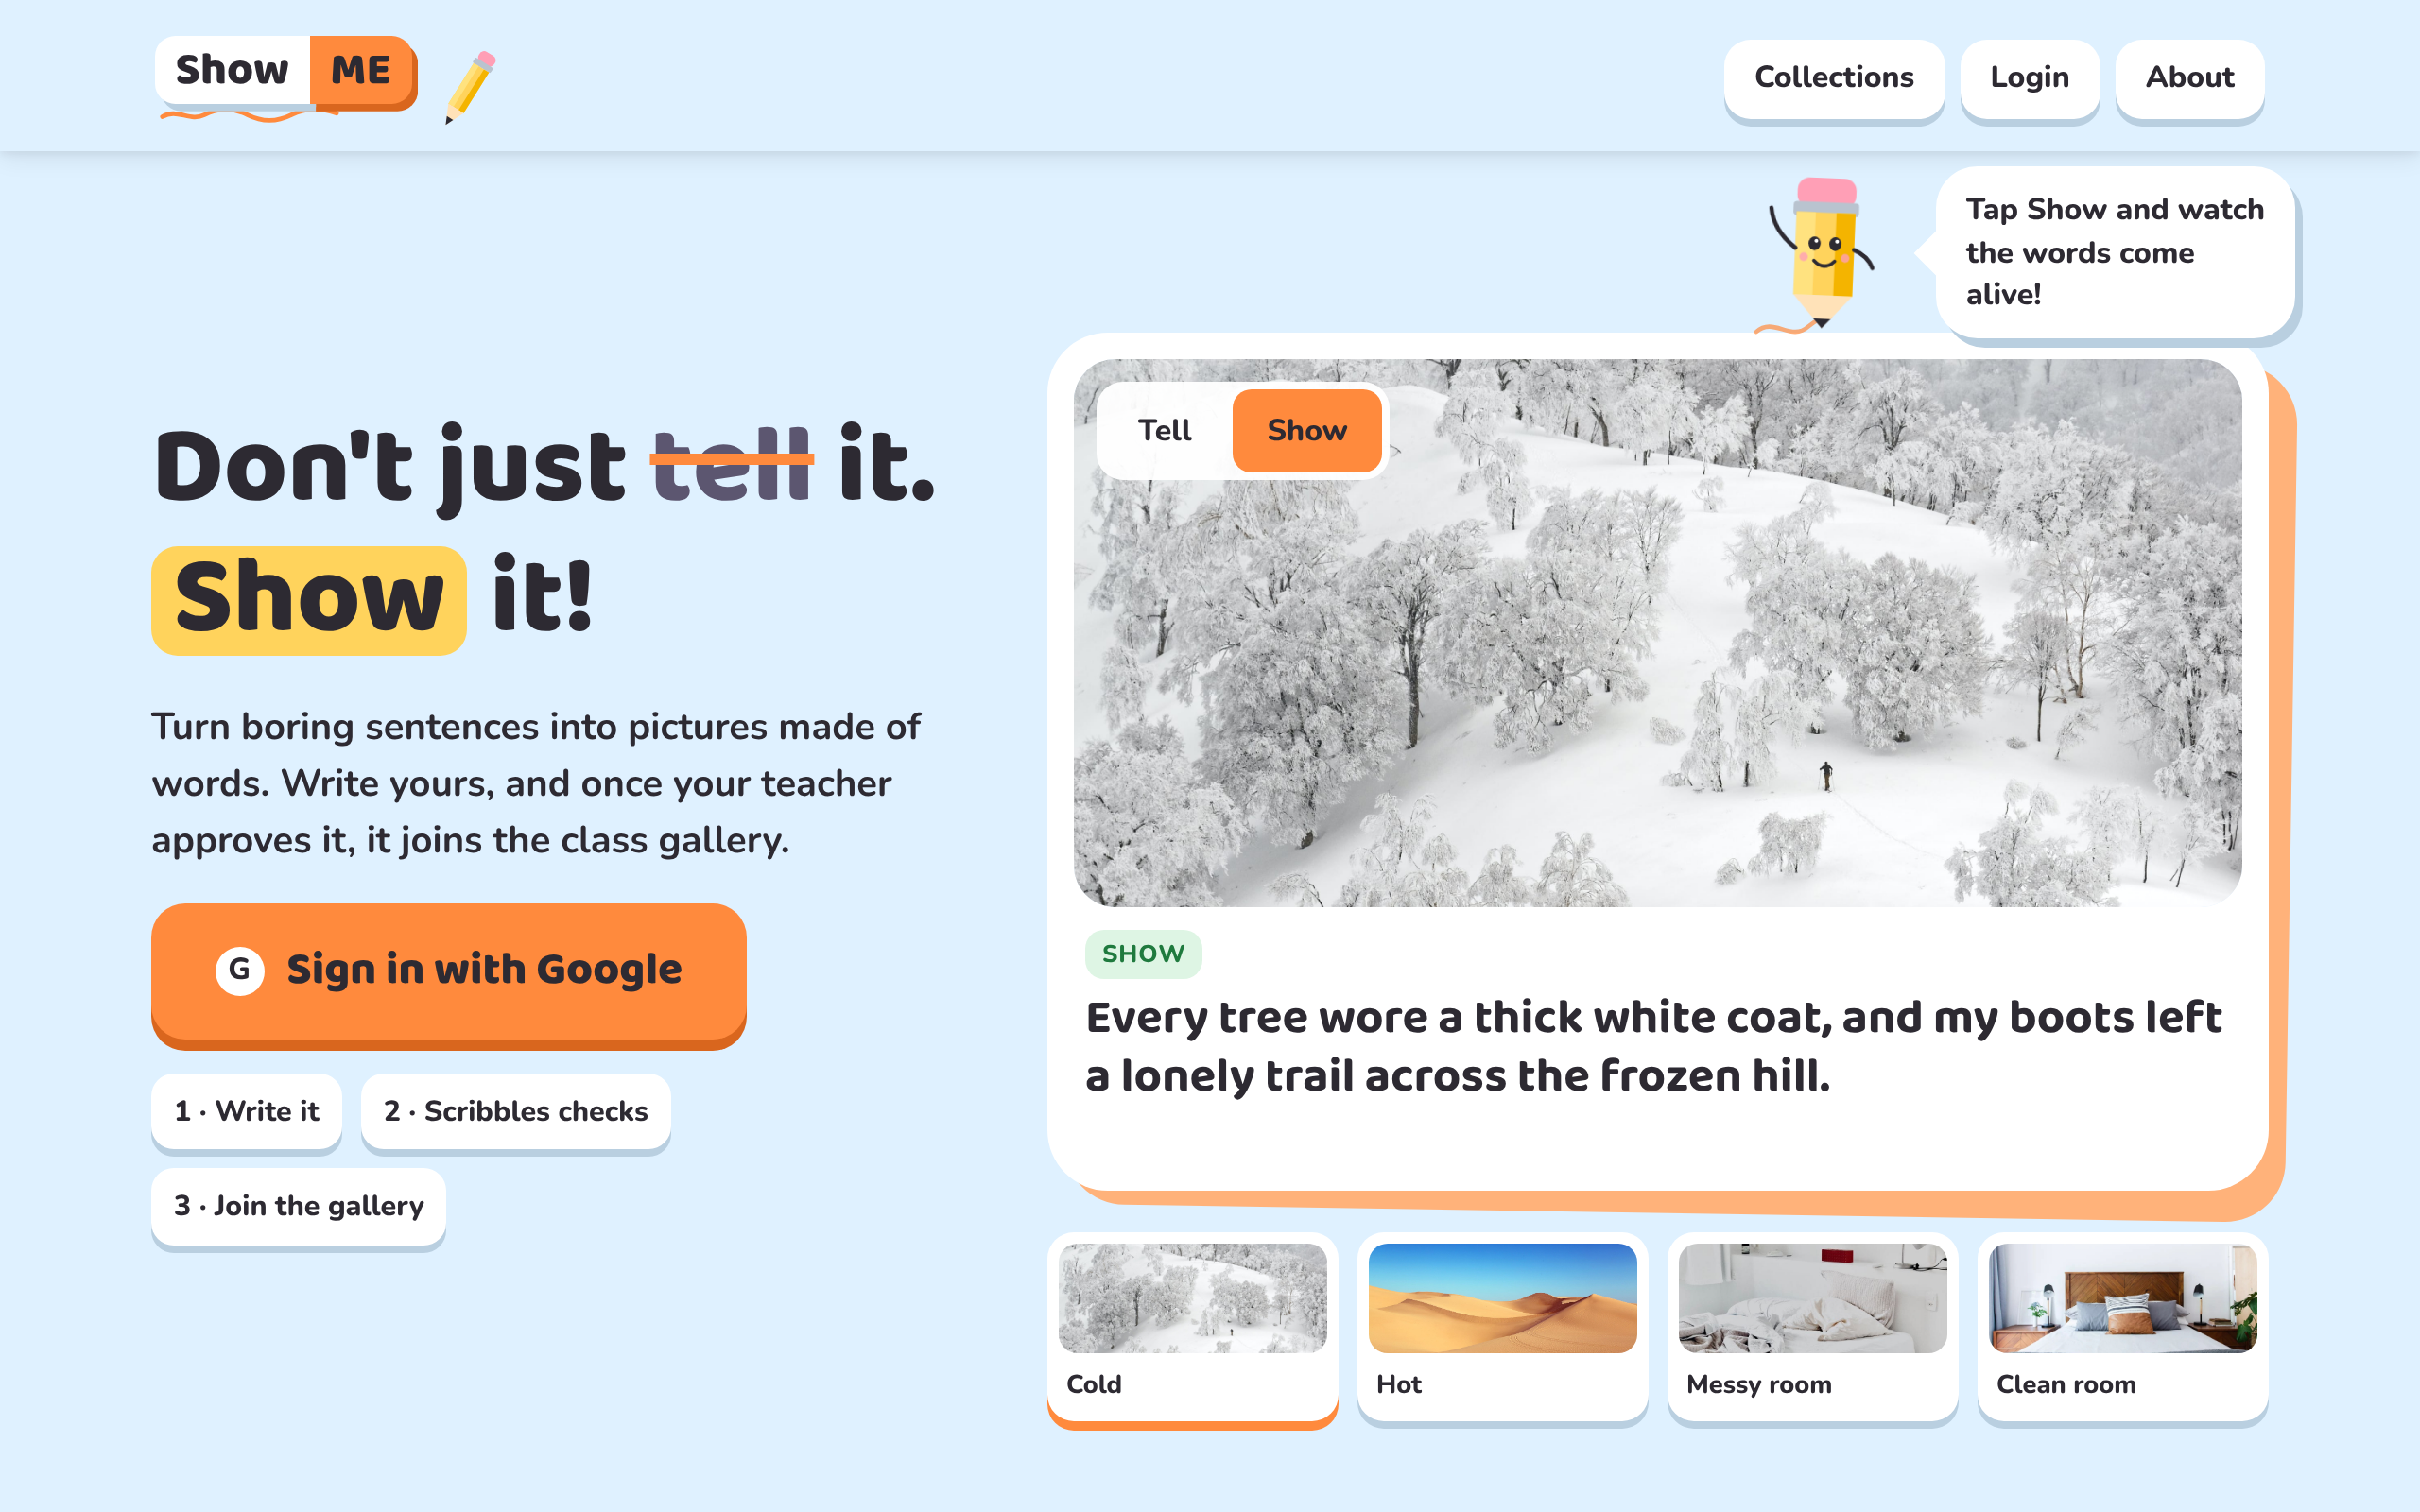 Show ME
Collections
Login
About
Tap Show and watch
the words come
alive!
Don't just tell it.
Show it!
Turn boring sentences into pictures made of
words. Write yours, and once your teacher
approves it, it joins the class gallery.
G Sign in with Google
1 · Write it
2 · Scribbles checks
3 · Join the gallery
Tell
Show
SHOW
Every tree wore a thick white coat, and my boots left
a lonely trail across the frozen hill.
Cold
Hot
Messy room
Clean room